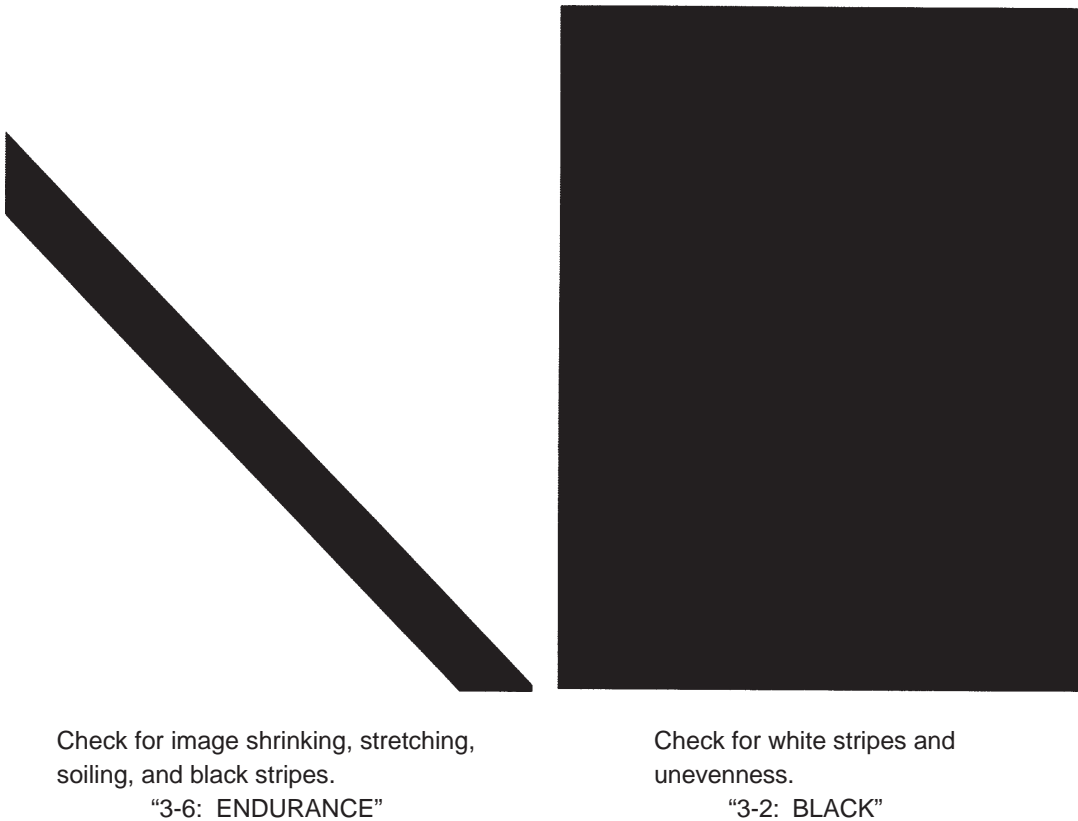 Check for image shrinking, stretching,
soiling, and black stripes.
“3-6: ENDURANCE”
Check for white stripes and
unevenness.
“3-2: BLACK”